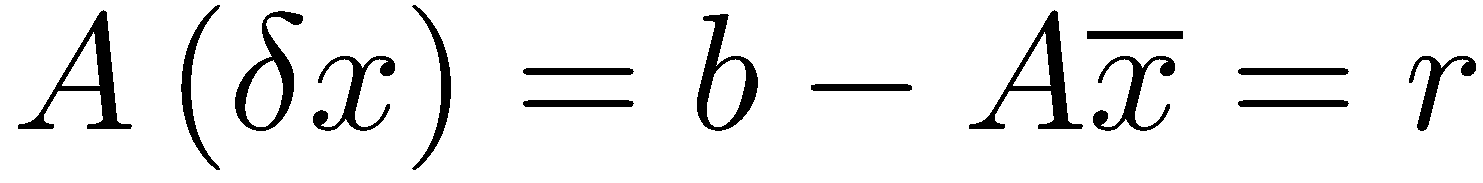 A (δx) = b − Ax̅ = r